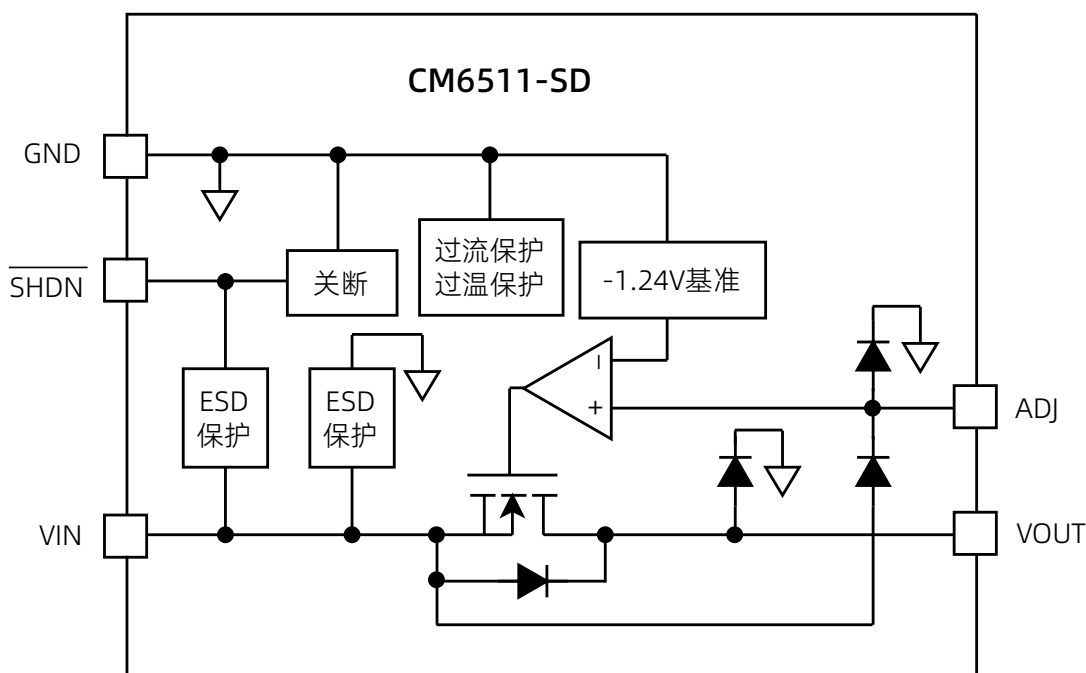 CM6511-SD
GND
SHDN
关断
过流保护
过温保护
-1.24V基准
ESD
保护
ESD
保护
-
+
ADJ
VIN
VOUT